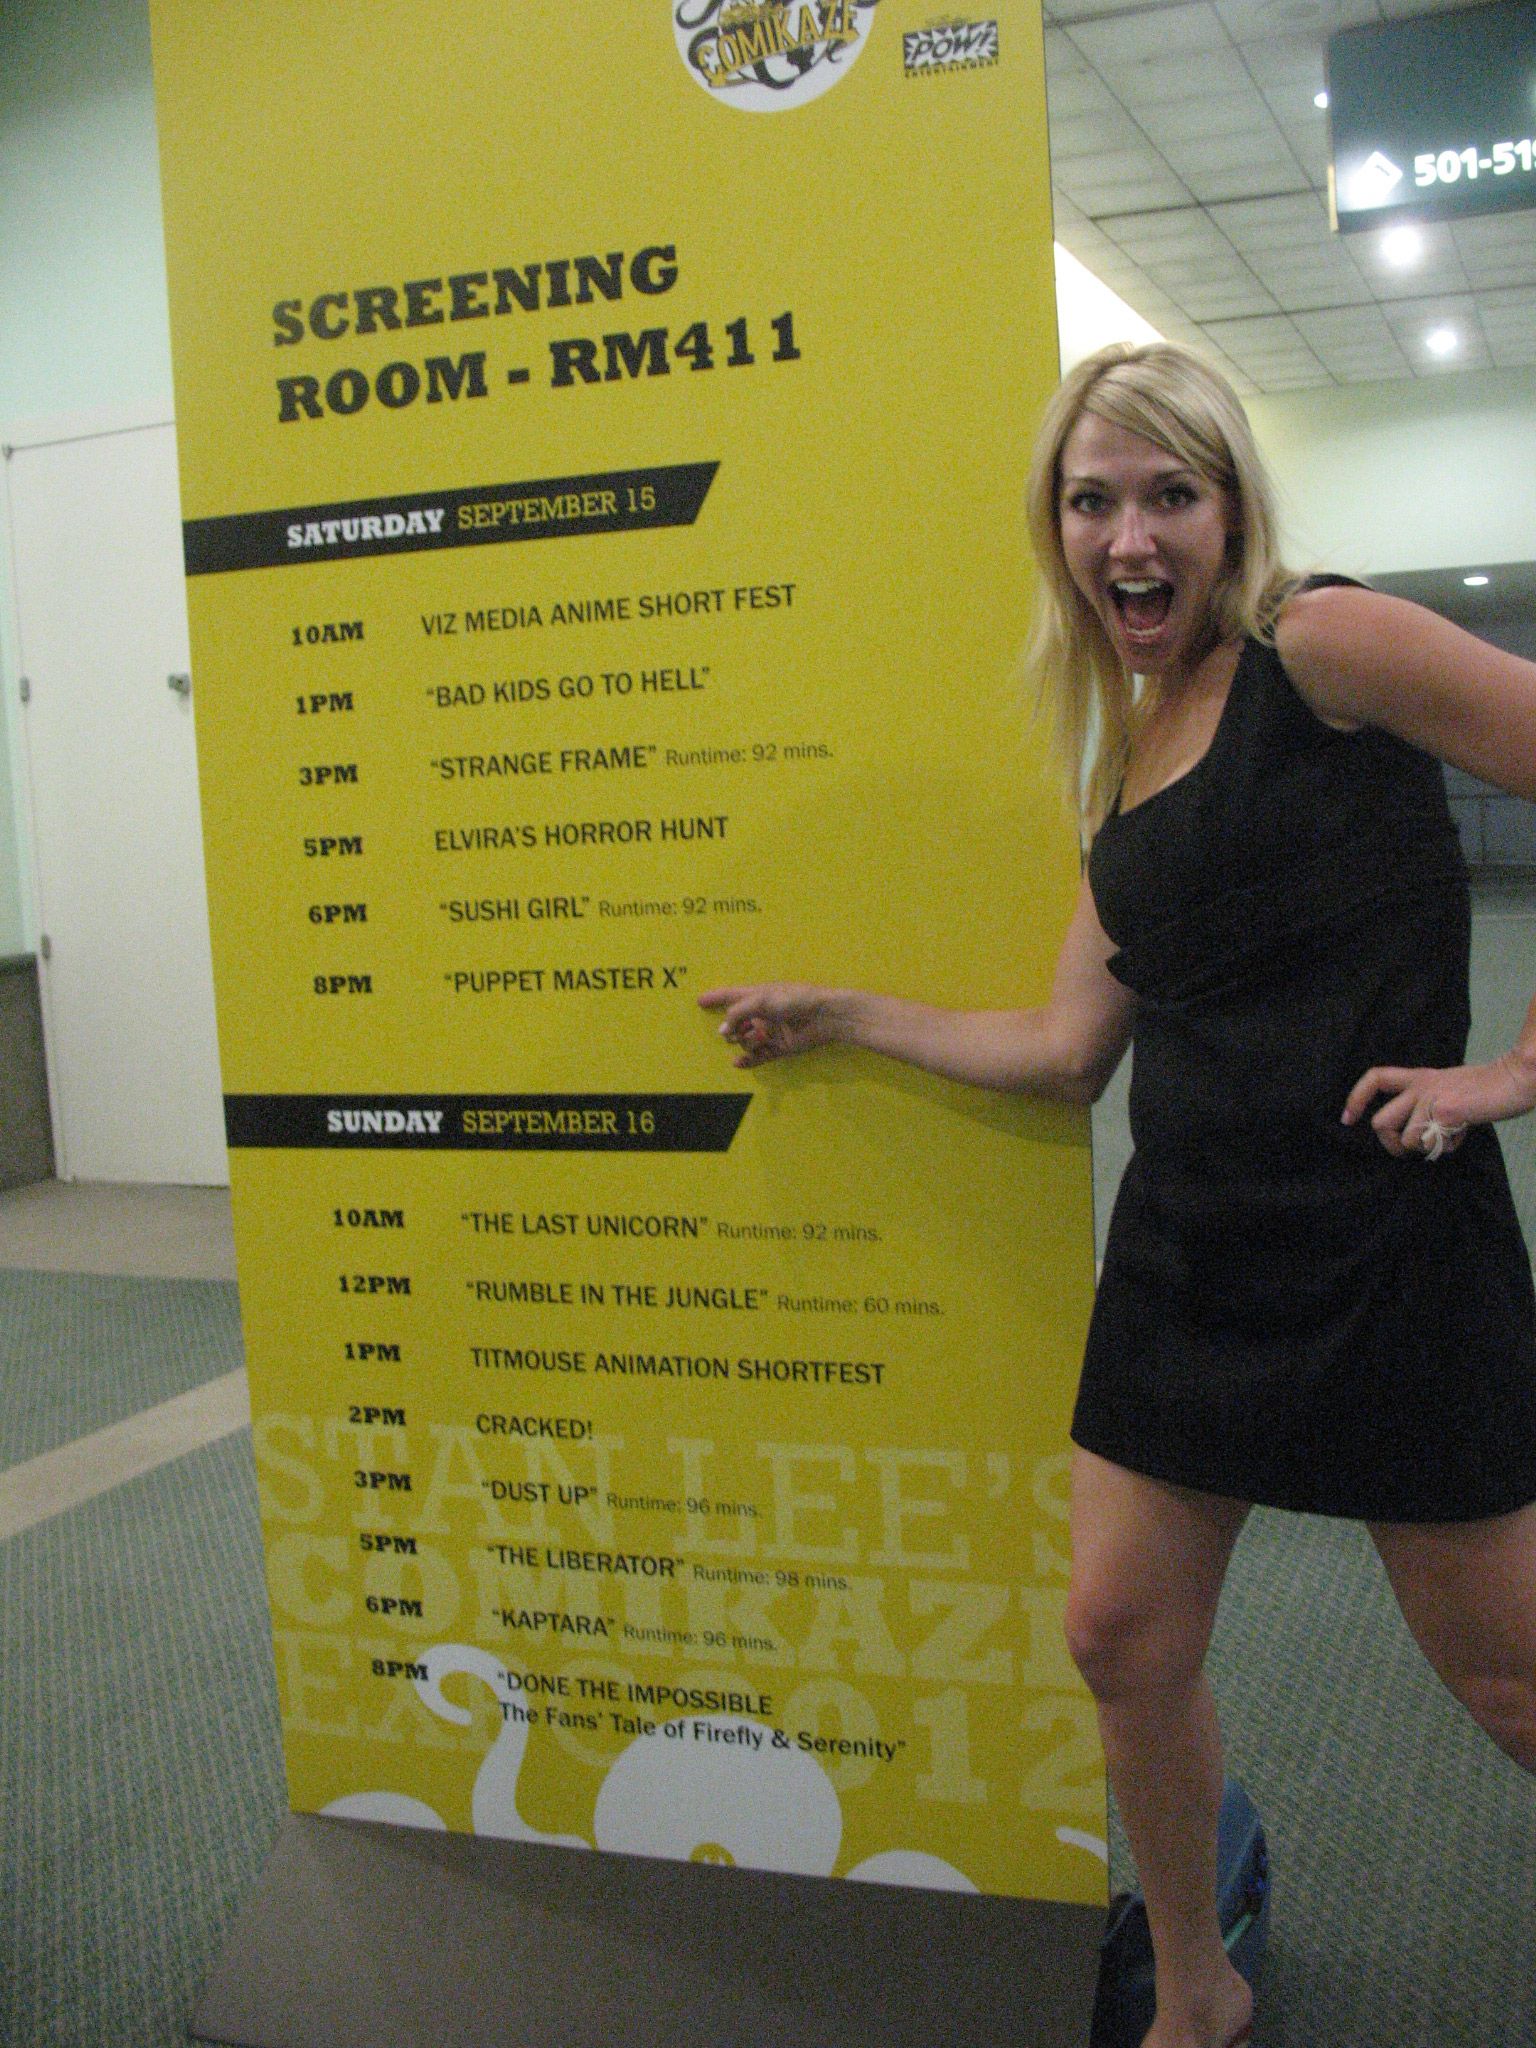 COMIKAZE
POW!
ENTERTAINMENT
501-51
SCREENING
ROOM - RM411
SATURDAY SEPTEMBER 15
10AM VIZ MEDIA ANIME SHORT FEST
1PM "BAD KIDS GO TO HELL"
3PM "STRANGE FRAME" Runtime: 92 mins.
5PM ELVIRA'S HORROR HUNT
6PM "SUSHI GIRL" Runtime: 92 mins.
8PM "PUPPET MASTER X"
SUNDAY SEPTEMBER 16
10AM "THE LAST UNICORN" Runtime: 92 mins.
12PM "RUMBLE IN THE JUNGLE" Runtime: 60 mins.
1PM TITMOUSE ANIMATION SHORTFEST
2PM CRACKED!
3PM "DUST UP" Runtime: 96 mins.
5PM "THE LIBERATOR" Runtime: 98 mins.
6PM "KAPTARA" Runtime: 96 mins.
8PM "DONE THE IMPOSSIBLE
The Fans' Tale of Firefly & Serenity"
STAN LEE'S
COMIKAZE
EXPO 2012